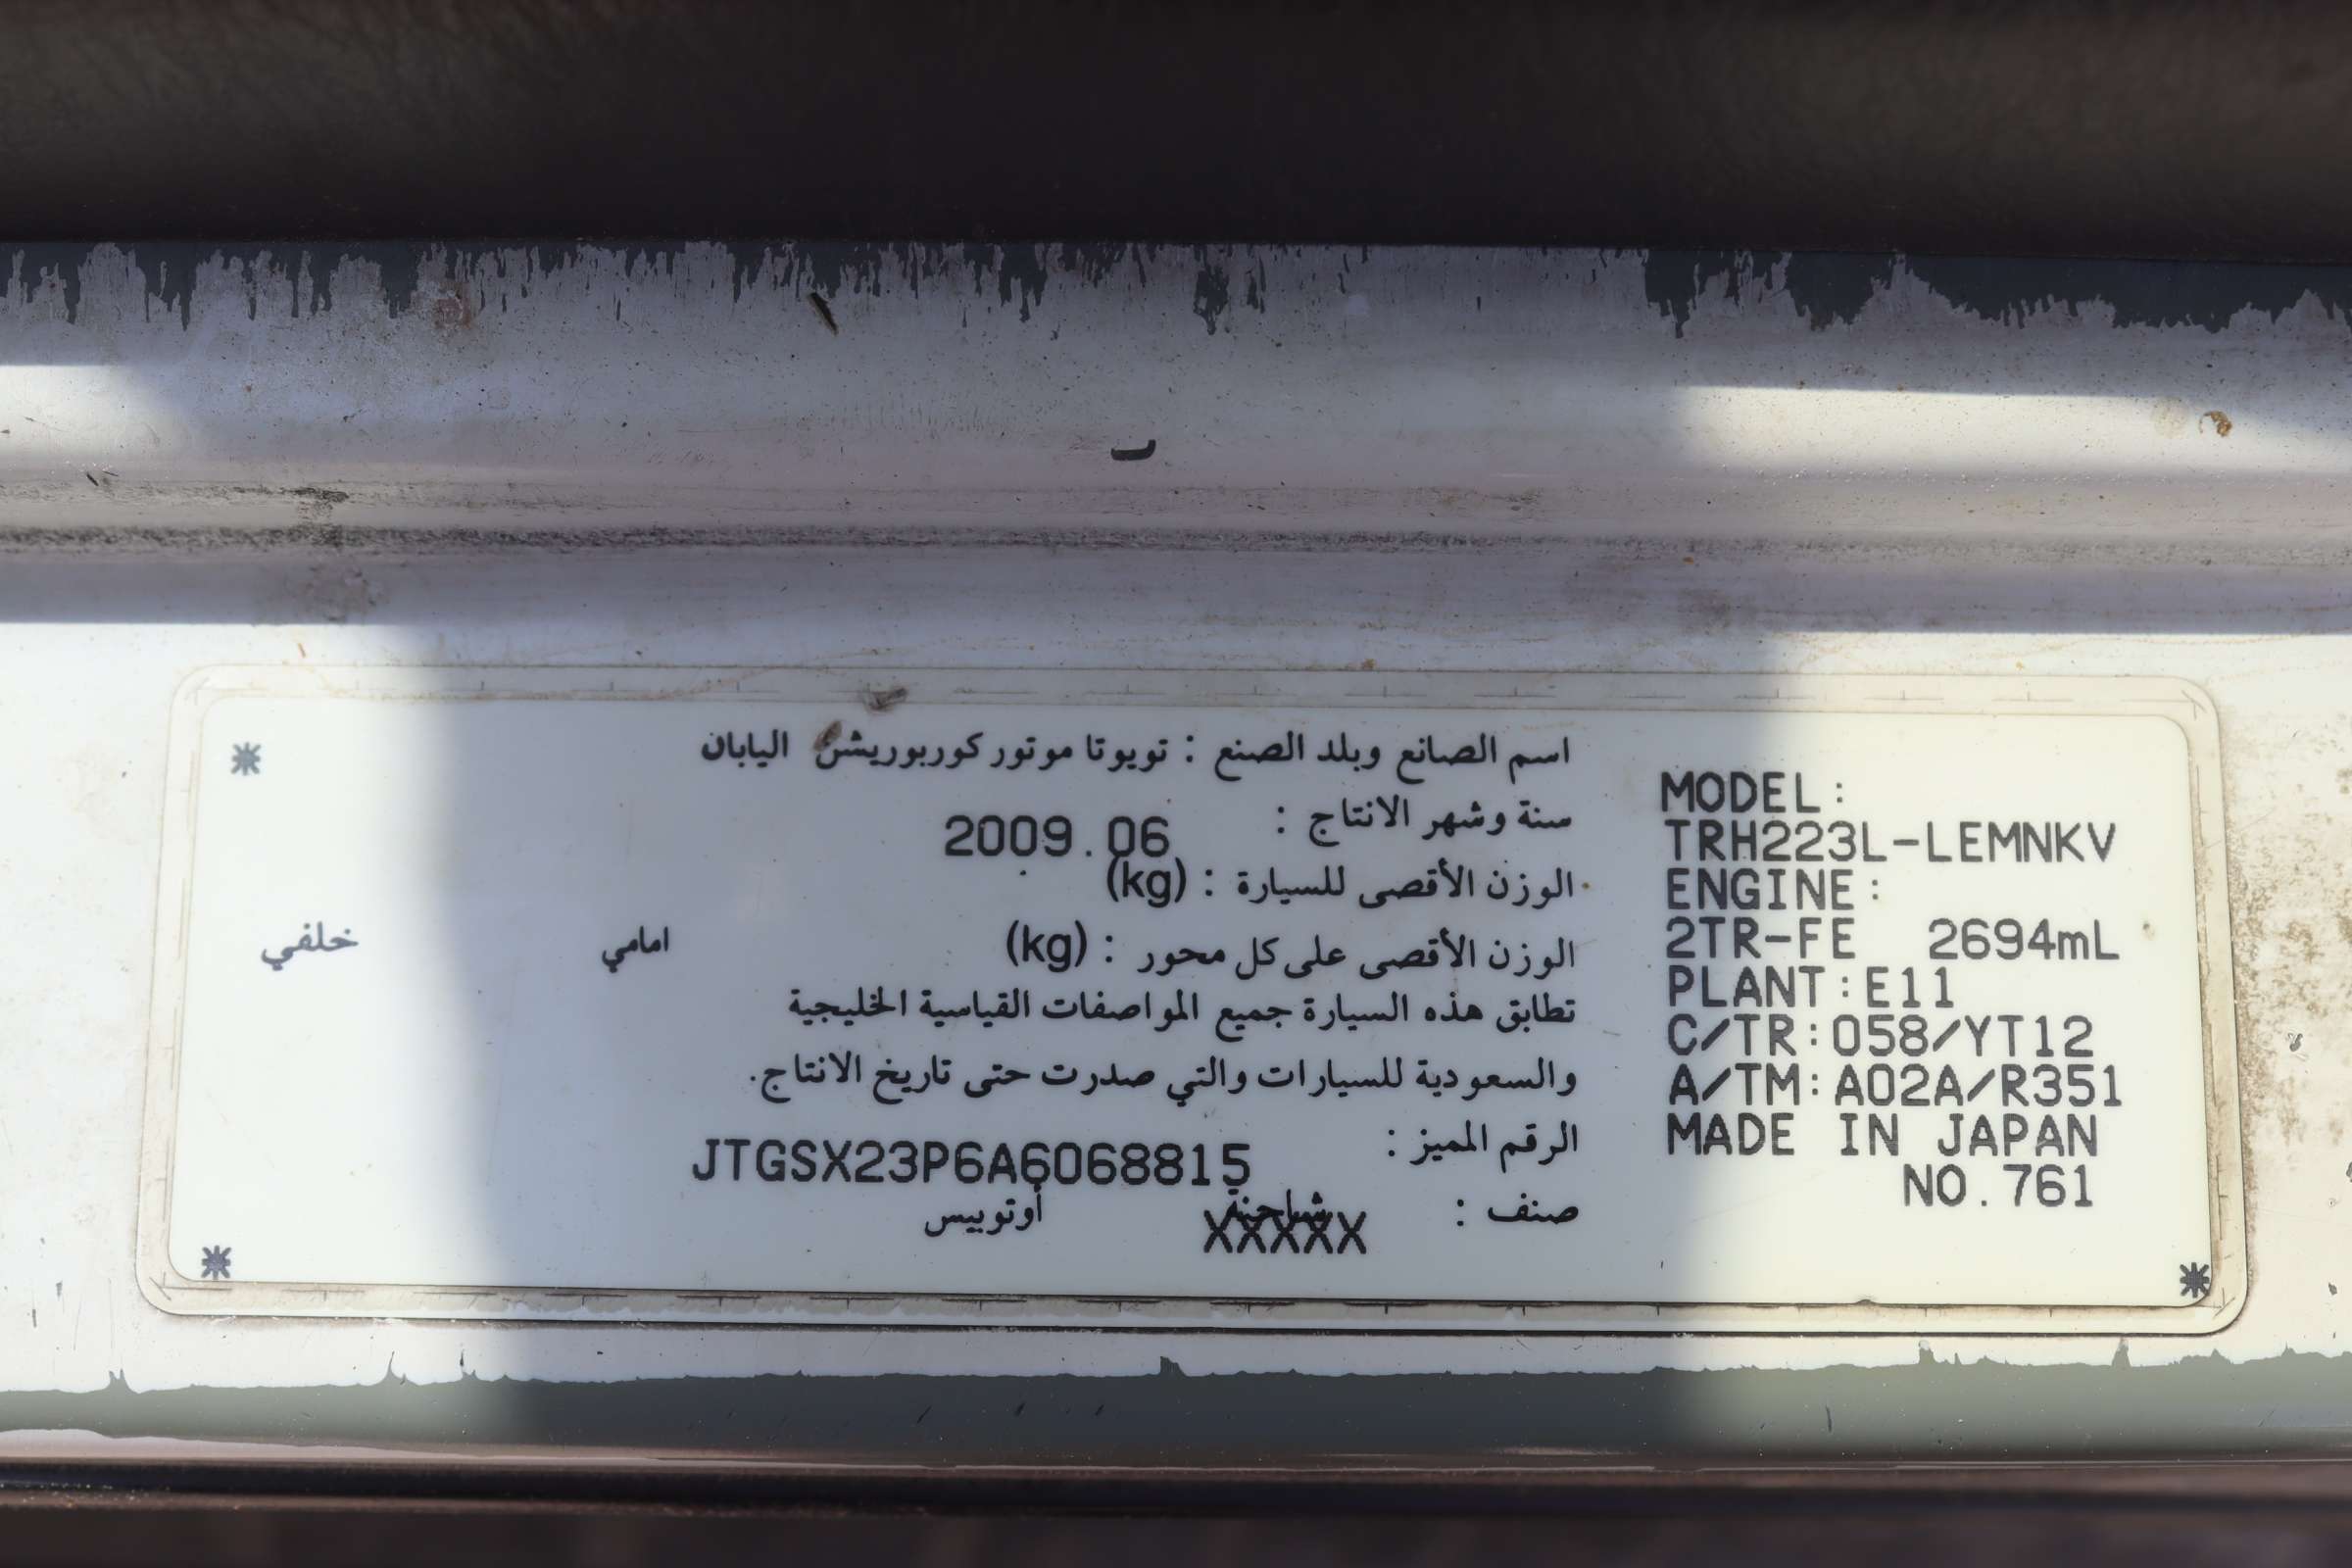 اسم الصانع وبلد الصنع : تويوتا موتور كوربوريشن اليابان
سنة وشهر الانتاج : 2009.06
الوزن الأقصى للسيارة : (kg)
الوزن الأقصى على كل محور : (kg) امامي خلفي
تطابق هذه السيارة جميع المواصفات القياسية الخليجية
والسعودية للسيارات والتي صدرت حتى تاريخ الانتاج.
الرقم المميز : JTGSX23P6A6068815
صنف : شاحنة أوتوبيس
XXXXX
MODEL:
TRH223L-LEMNKV
ENGINE:
2TR-FE 2694mL
PLANT:E11
C/TR:058/YT12
A/TM:A02A/R351
MADE IN JAPAN
NO.761